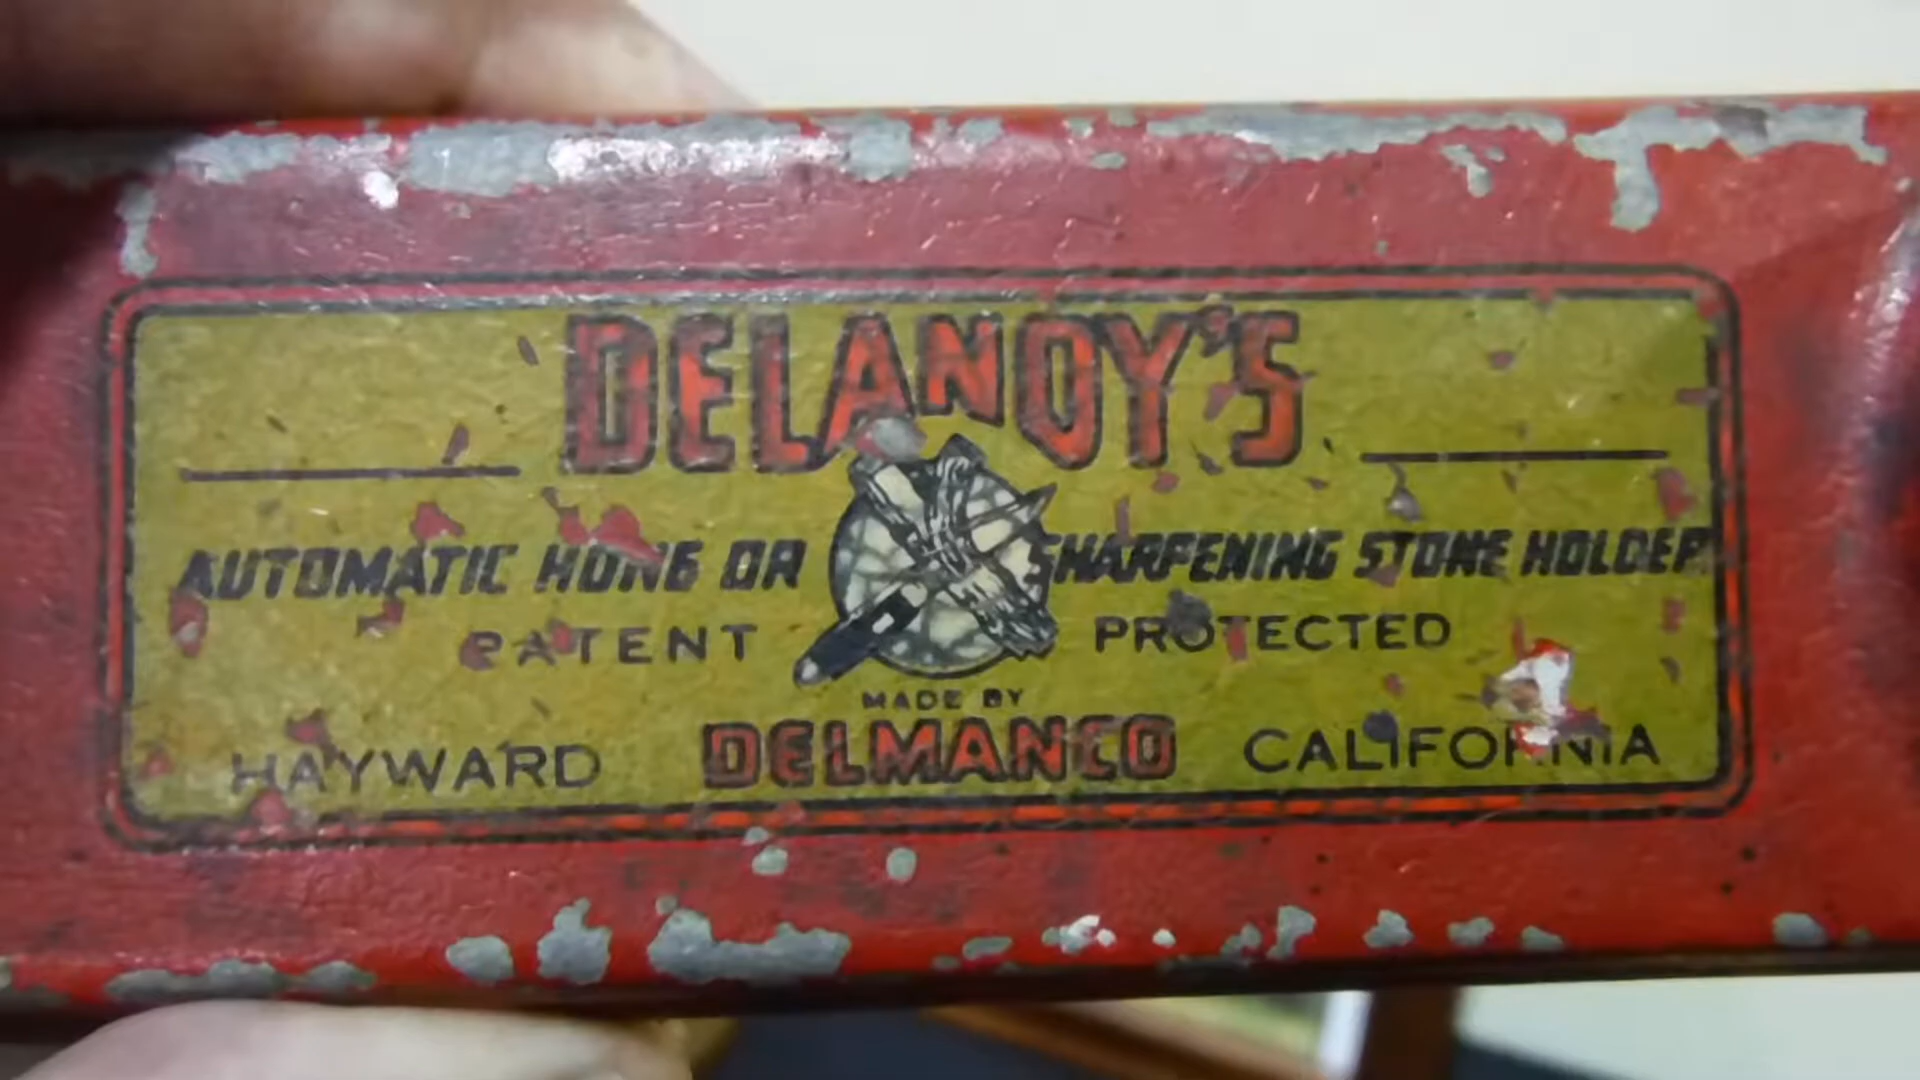 DELANOY'S
AUTOMATIC HONE OR SHARPENING STONE HOLDER
PATENT PROTECTED
MADE BY
HAYWARD DELMANCO CALIFORNIA